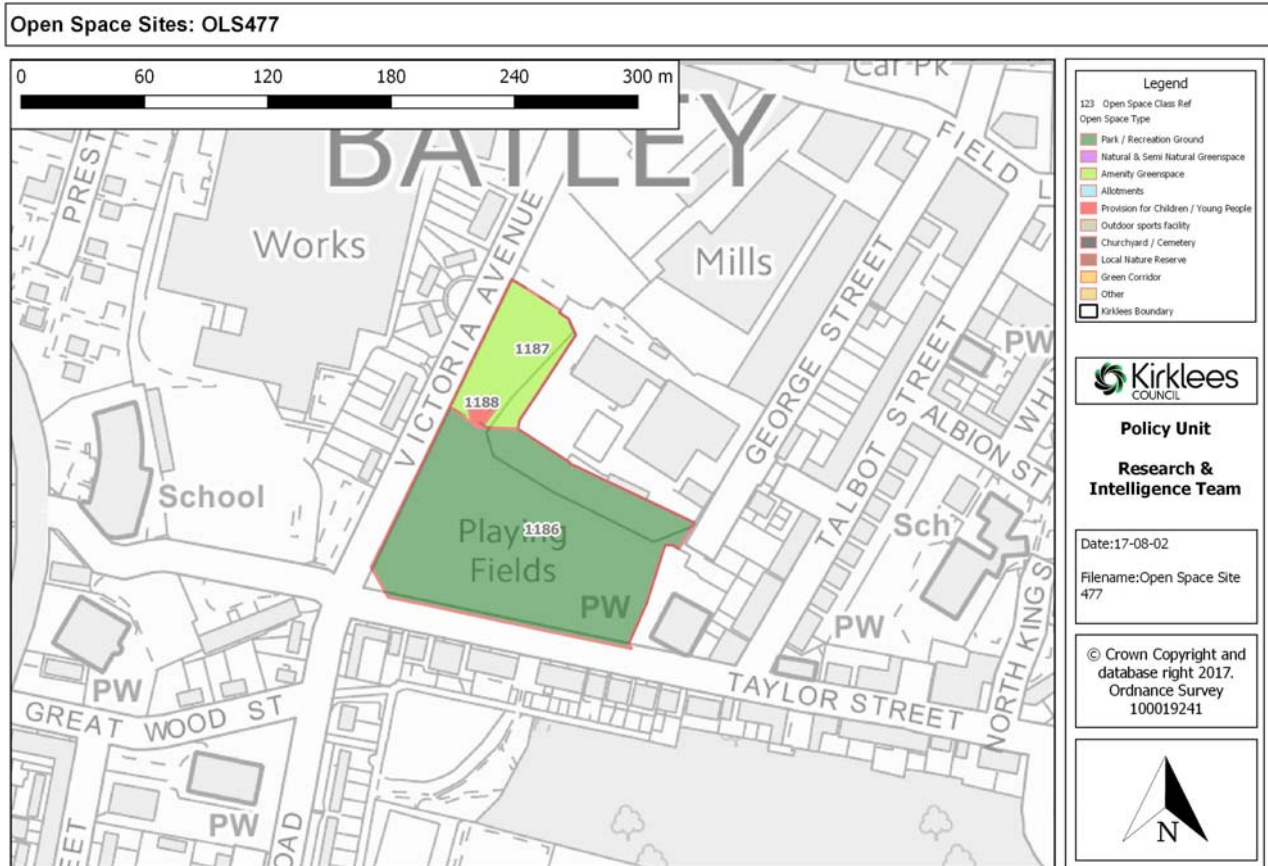 Open Space Sites: OLS477
0 60 120 180 240 300 m
BATLEY
Car Pk
FIELD L
PREST
Works
VICTORIA AVENUE
Mills
GEORGE STREET
1187
PW
1188
TALBOT STREET
ALBION ST
WHI
School
1186
Playing
Fields
Sch
PW
PW
PW
TAYLOR STREET
NORTH KINGS
GREAT WOOD ST
PW
EET
OAD
Legend
123 Open Space Class Ref
Open Space Type
Park / Recreation Ground
Natural & Semi Natural Greenspace
Amenity Greenspace
Allotments
Provision for Children / Young People
Outdoor sports facility
Churchyard / Cemetery
Local Nature Reserve
Green Corridor
Other
Kirklees Boundary
Kirklees
COUNCIL
Policy Unit
Research &
Intelligence Team
Date:17-08-02
Filename:Open Space Site
477
© Crown Copyright and
database right 2017.
Ordnance Survey
100019241
N